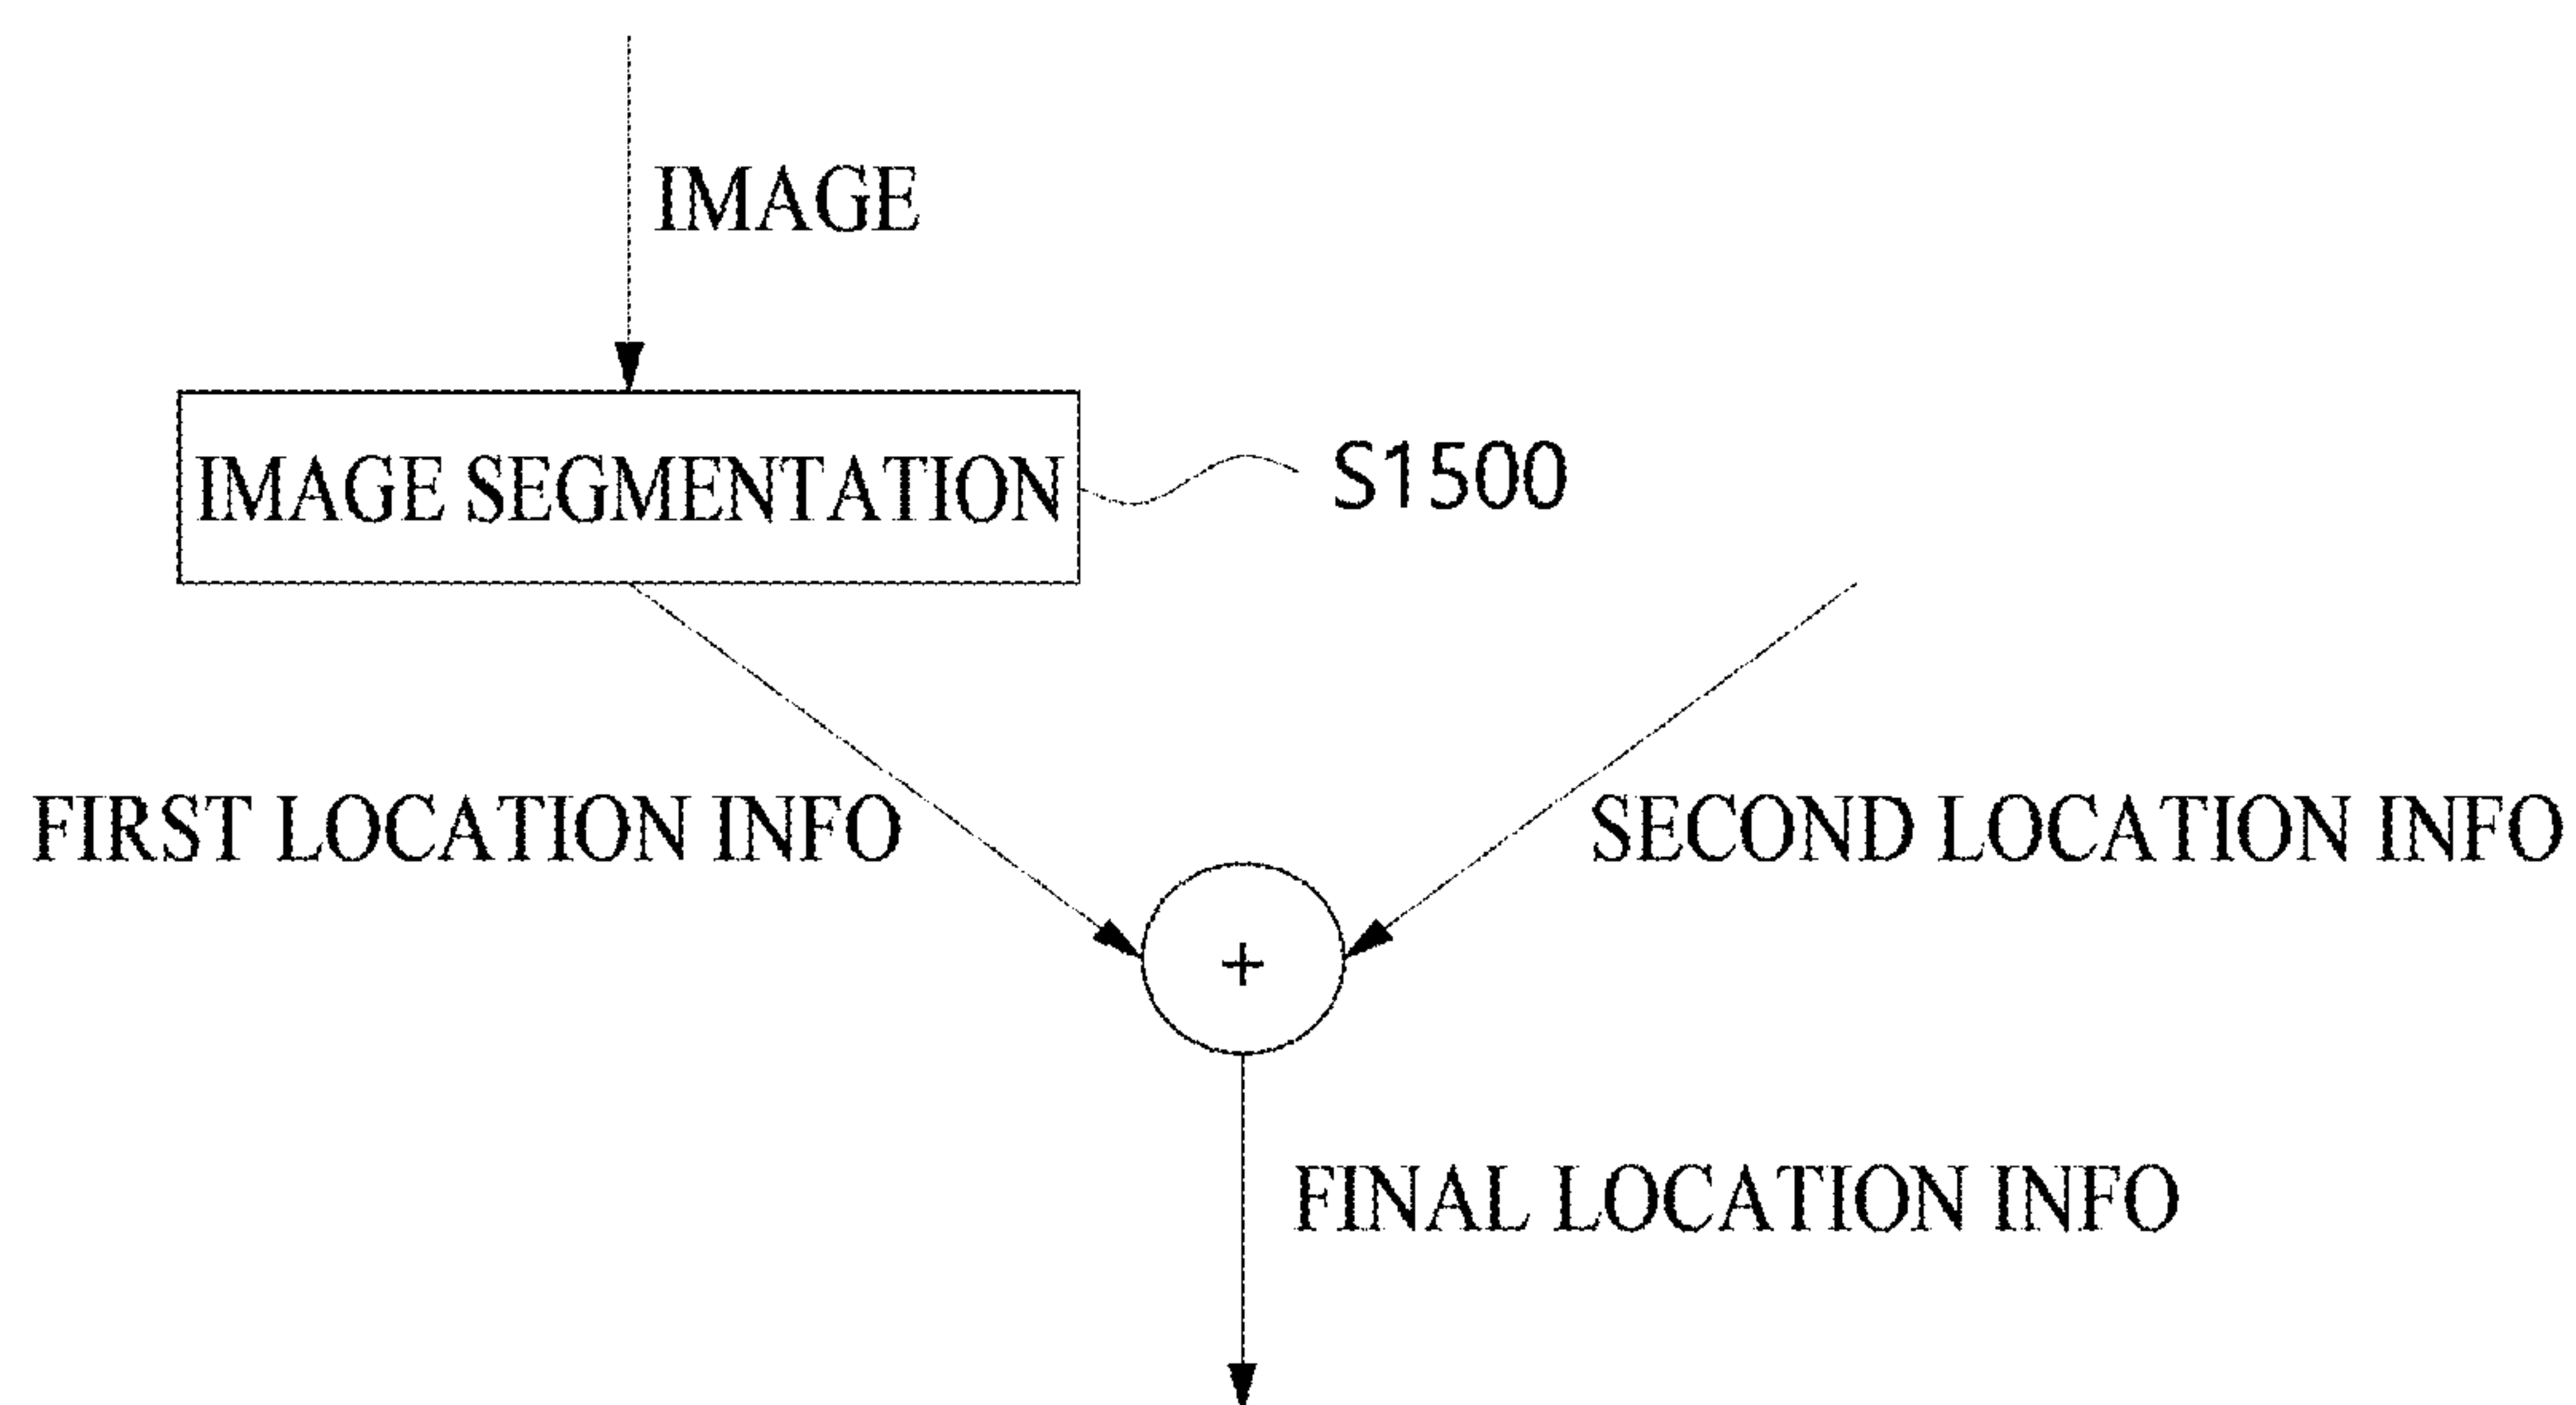 IMAGE
IMAGE SEGMENTATION
S1500
FIRST LOCATION INFO
SECOND LOCATION INFO
+
FINAL LOCATION INFO